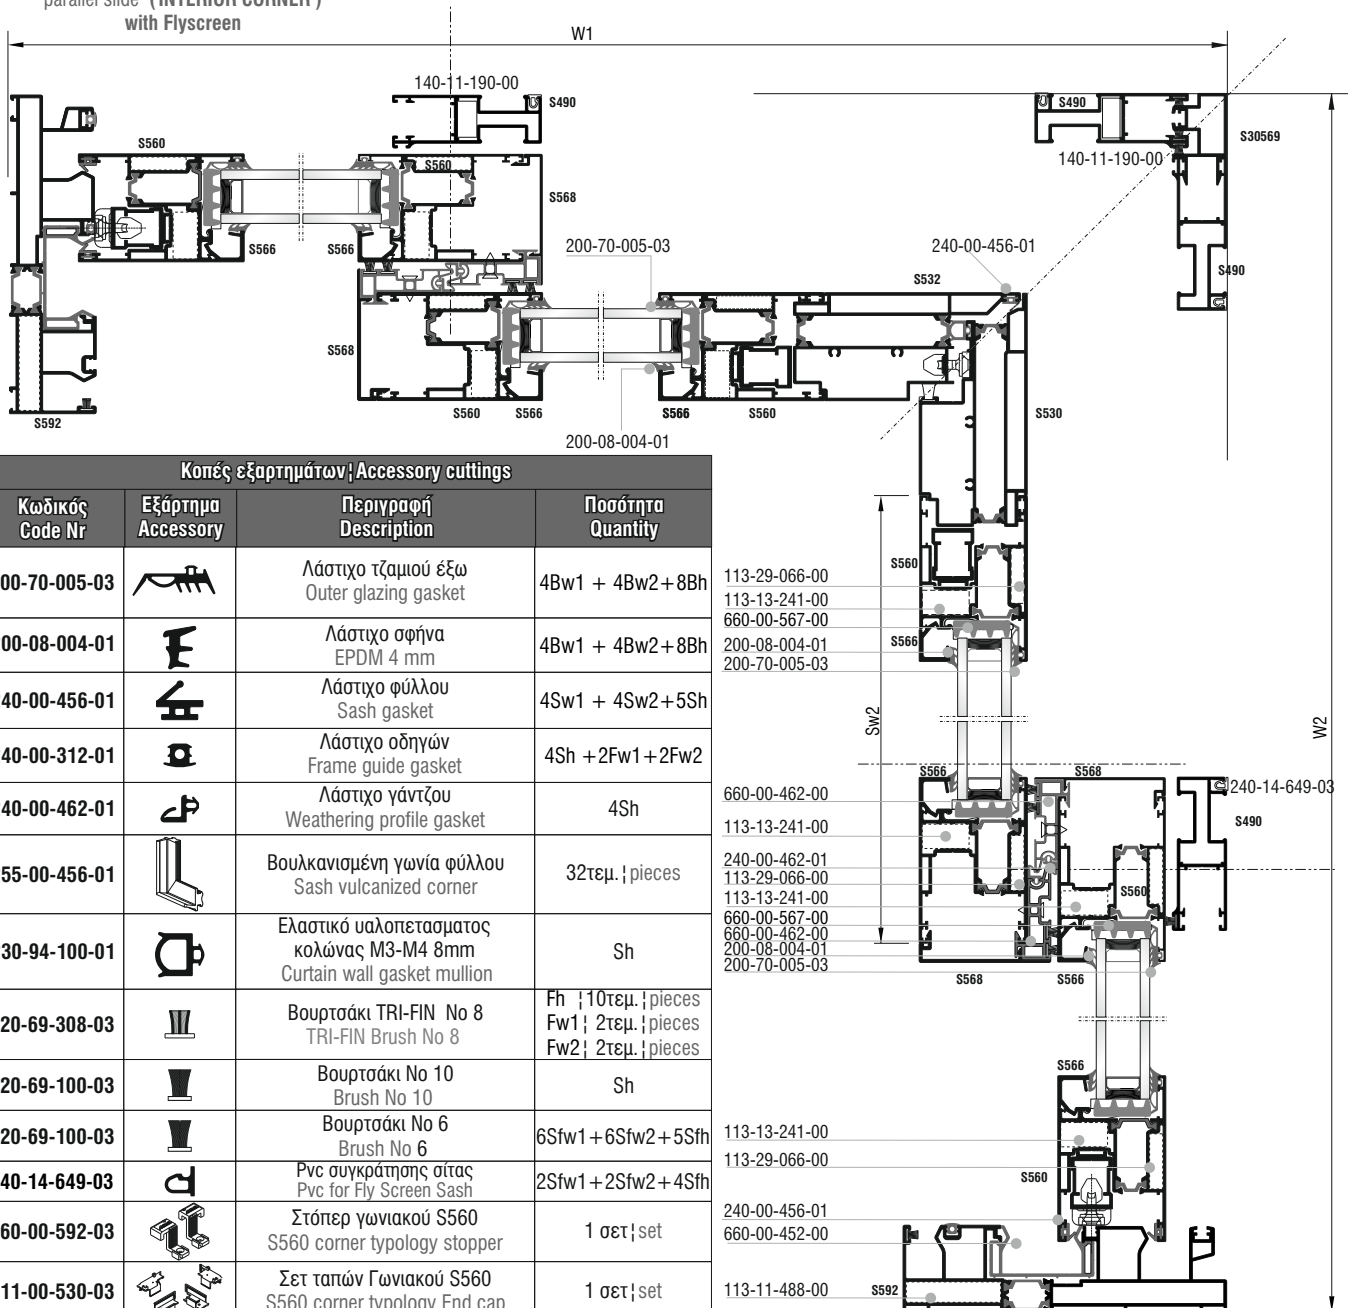 parallel slide ( INTERIOR CORNER )
with Flyscreen
W1
140-11-190-00
S490
S490
S30569
140-11-190-00
S560
S560
S568
S566
S566
200-70-005-03
240-00-456-01
S532
S490
S568
S592
S560
S566
S566
S560
S530
200-08-004-01
Κοπές εξαρτημάτων¦Accessory cuttings
Κωδικός
Code Nr
Εξάρτημα
Accessory
Περιγραφή
Description
Ποσότητα
Quantity
00-70-005-03
Λάστιχο τζαμιού έξω
Outer glazing gasket
4Bw1 + 4Bw2+8Bh
00-08-004-01
Λάστιχο σφήνα
EPDM 4 mm
4Bw1 + 4Bw2+8Bh
40-00-456-01
Λάστιχο φύλλου
Sash gasket
4Sw1 + 4Sw2+5Sh
40-00-312-01
Λάστιχο οδηγών
Frame guide gasket
4Sh +2Fw1+2Fw2
40-00-462-01
Λάστιχο γάντζου
Weathering profile gasket
4Sh
55-00-456-01
Βουλκανισμένη γωνία φύλλου
Sash vulcanized corner
32τεμ.¦pieces
30-94-100-01
Ελαστικό υαλοπετασματος
κολώνας M3-M4 8mm
Curtain wall gasket mullion
Sh
20-69-308-03
Βουρτσάκι TRI-FIN No 8
TRI-FIN Brush No 8
Fh ¦10τεμ.¦pieces
Fw1¦ 2τεμ.¦pieces
Fw2¦ 2τεμ.¦pieces
20-69-100-03
Βουρτσάκι No 10
Brush No 10
Sh
20-69-100-03
Βουρτσάκι No 6
Brush No 6
6Sfw1+6Sfw2+5Sfh
40-14-649-03
Pvc συγκράτησης σίτας
Pvc for Fly Screen Sash
2Sfw1+2Sfw2+4Sfh
60-00-592-03
Στόπερ γωνιακού S560
S560 corner typology stopper
1 σετ¦set
11-00-530-03
Σετ ταπών Γωνιακού S560
S560 corner typology End cap
1 σετ¦set
S560
113-29-066-00
113-13-241-00
660-00-567-00
200-08-004-01
200-70-005-03
S566
Sw2
W2
S566
S568
240-14-649-03
S490
660-00-462-00
113-13-241-00
240-00-462-01
113-29-066-00
113-13-241-00
660-00-567-00
660-00-462-00
200-08-004-01
200-70-005-03
S560
S568
S566
S566
113-13-241-00
113-29-066-00
S560
240-00-456-01
660-00-452-00
113-11-488-00
S592